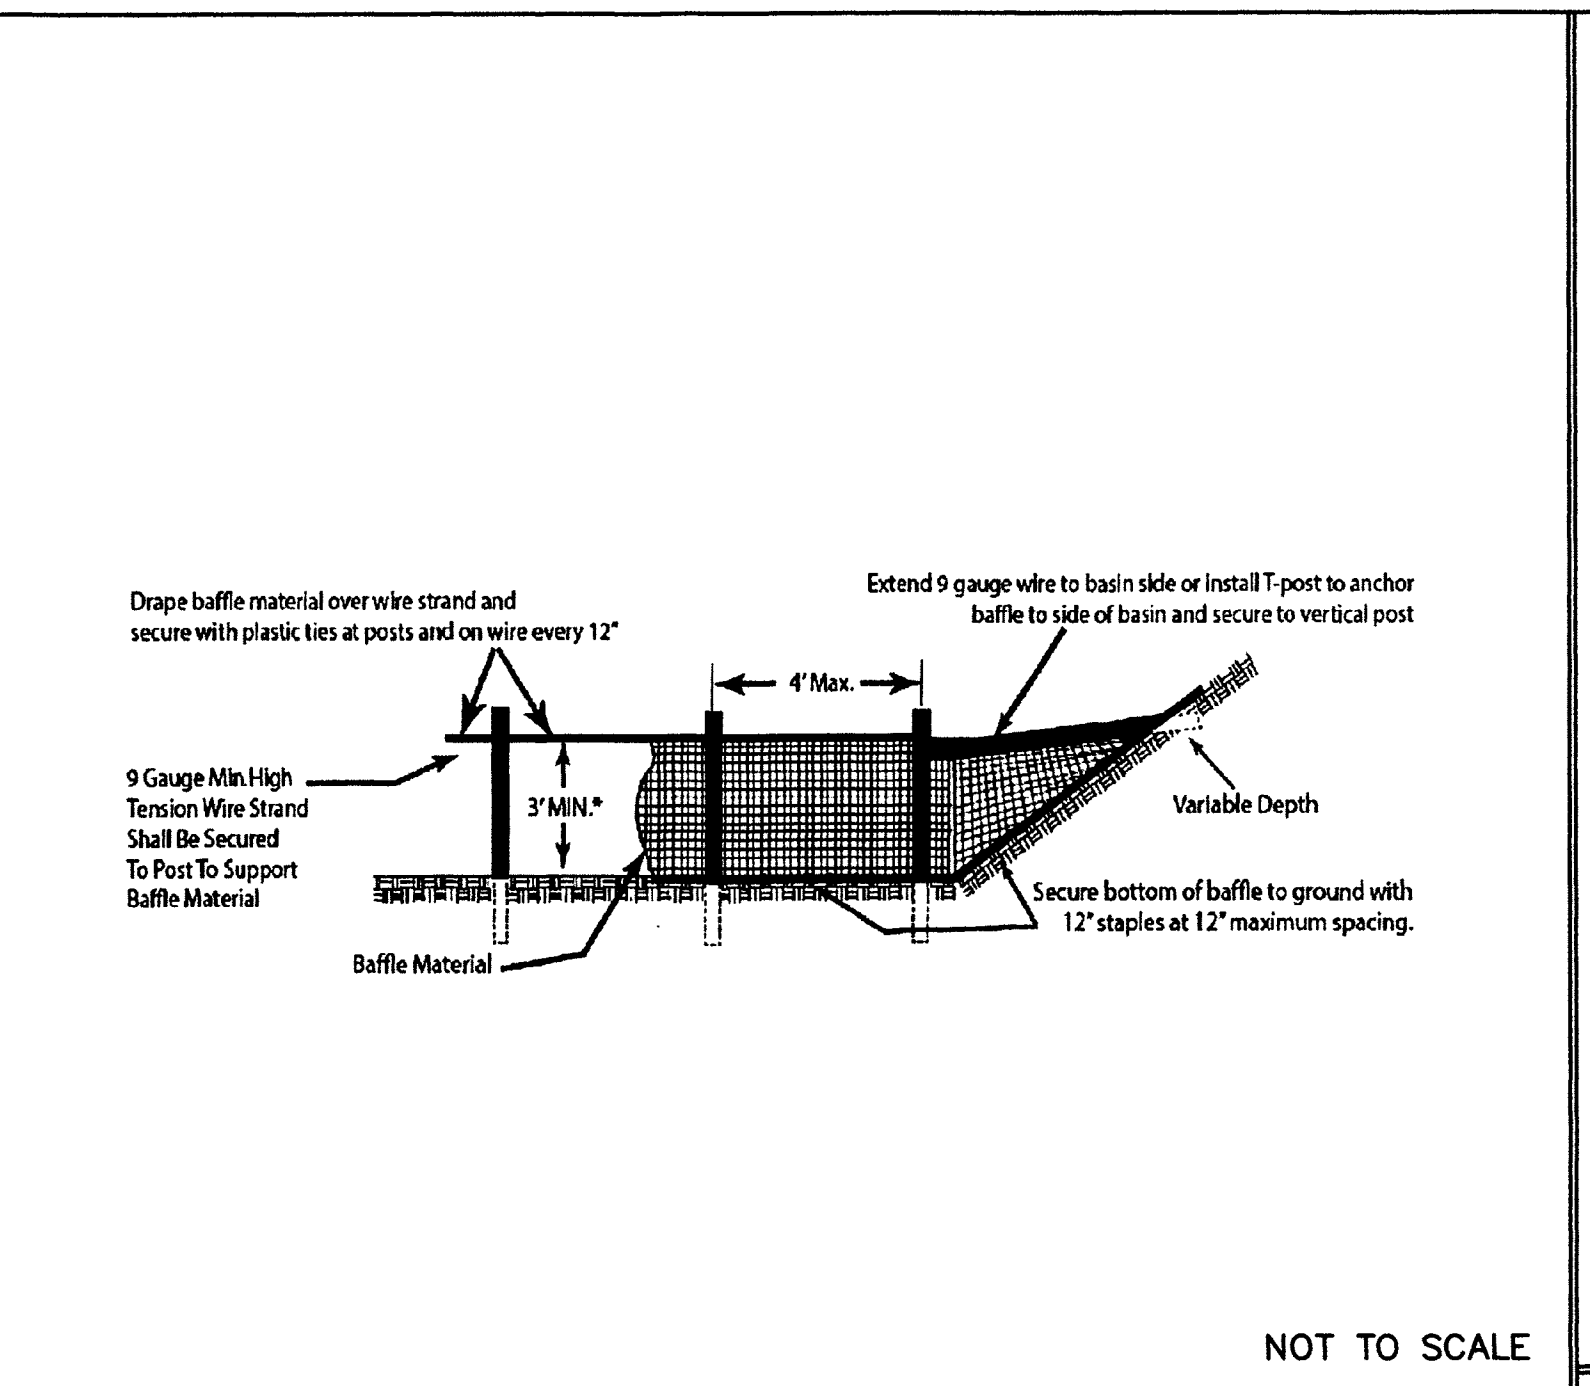 Drape baffle material over wire strand and
secure with plastic ties at posts and on wire every 12"
Extend 9 gauge wire to basin side or install T-post to anchor
baffle to side of basin and secure to vertical post
4' Max.
9 Gauge Min. High
Tension Wire Strand
Shall Be Secured
To Post To Support
Baffle Material
3' MIN.*
Variable Depth
Secure bottom of baffle to ground with
12" staples at 12" maximum spacing.
Baffle Material
NOT TO SCALE